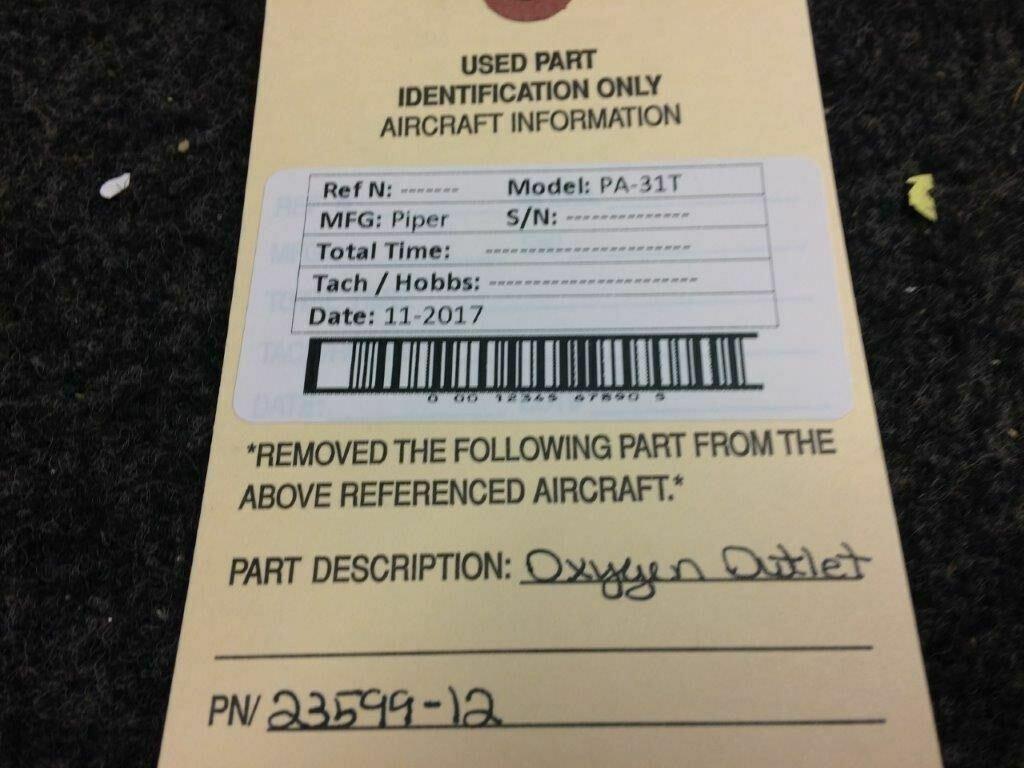 USED PART
IDENTIFICATION ONLY
AIRCRAFT INFORMATION
Ref N: ------- Model: PA-31T
MFG: Piper S/N: --------------
Total Time: -----------------------
Tach / Hobbs: -----------------------
Date: 11-2017
0 00 12345 67890 5
*REMOVED THE FOLLOWING PART FROM THE
ABOVE REFERENCED AIRCRAFT.*
PART DESCRIPTION: Oxygen Outlet
PN/ 23599-12